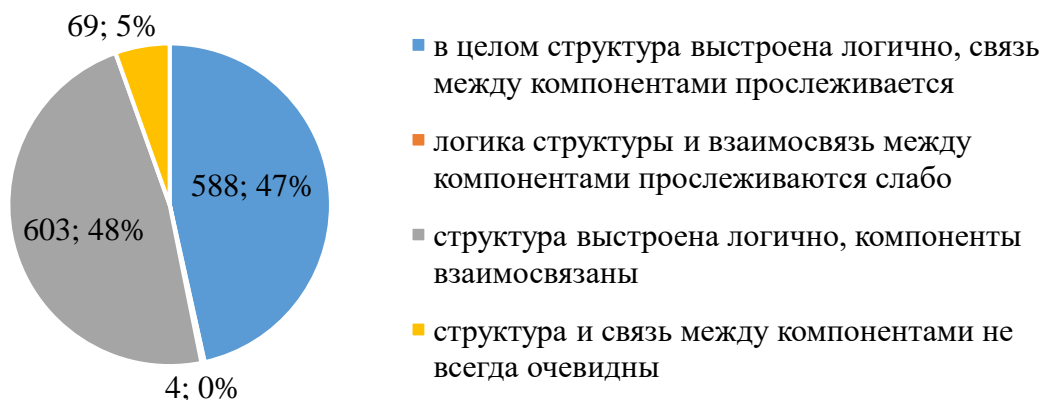 69; 5%
588; 47%
603; 48%
4; 0%
в целом структура выстроена логично, связь
между компонентами прослеживается
логика структуры и взаимосвязь между
компонентами прослеживаются слабо
структура выстроена логично, компоненты
взаимосвязаны
структура и связь между компонентами не
всегда очевидны